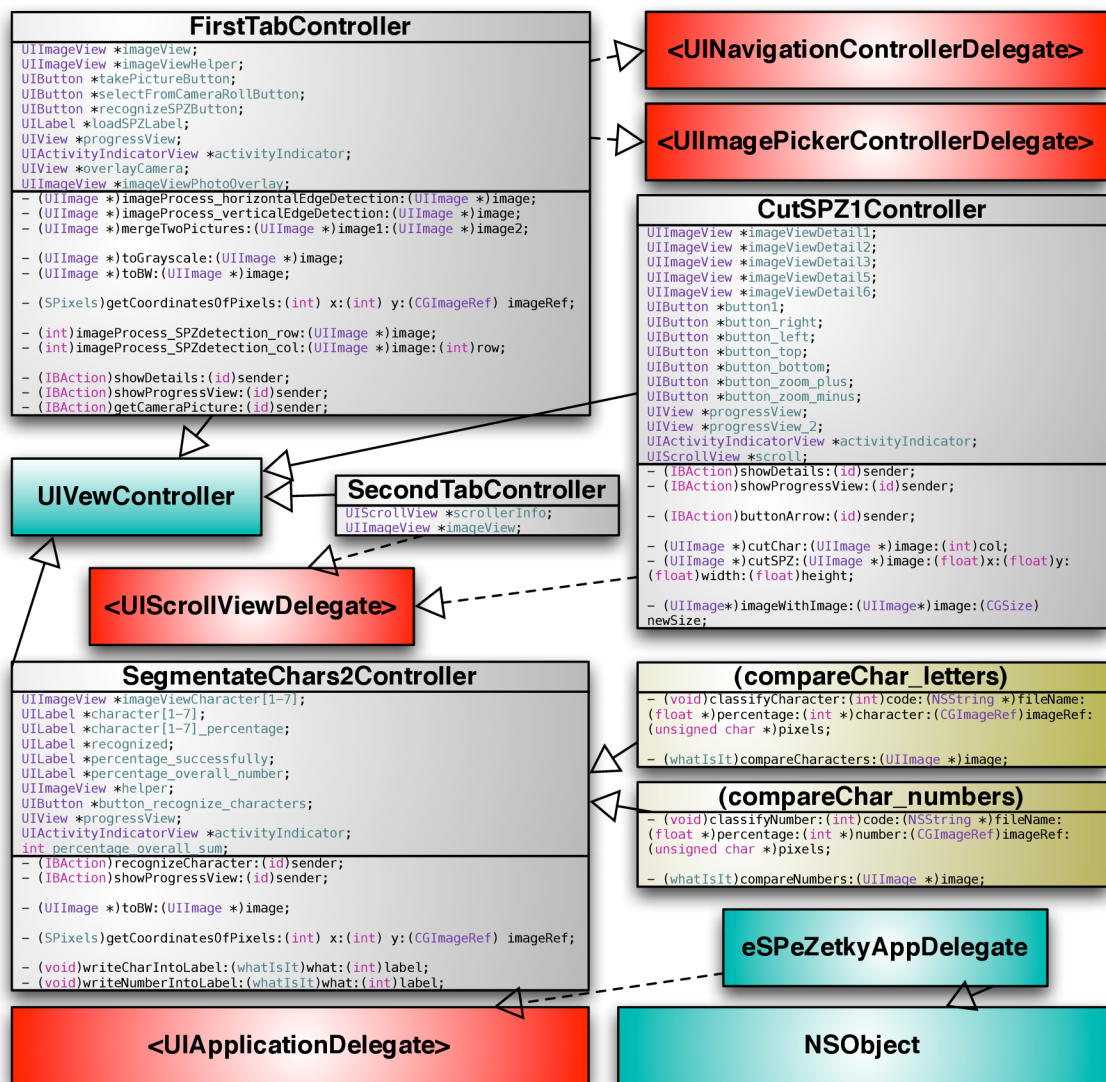 FirstTabController
UIImageView *imageView;
UIImageView *imageViewHelper;
UIButton *takePictureButton;
UIButton *selectFromCameraRollButton;
UIButton *recognizeSPZButton;
UILabel *loadSPZLabel;
UIView *progressView;
UIActivityIndicatorView *activityIndicator;
UIView *overlayCamera;
UIImageView *imageViewPhotoOverlay;
- (UIImage *)imageProcess_horizontalEdgeDetection:(UIImage *)image;
- (UIImage *)imageProcess_verticalEdgeDetection:(UIImage *)image;
- (UIImage *)mergeTwoPictures:(UIImage *)image1:(UIImage *)image2;
- (UIImage *)toGrayscale:(UIImage *)image;
- (UIImage *)toBW:(UIImage *)image;
- (SPixels)getCoordinatesOfPixels:(int) x:(int) y:(CGImageRef) imageRef;
- (int)imageProcess_SPZdetection_row:(UIImage *)image;
- (int)imageProcess_SPZdetection_col:(UIImage *)image:(int)row;
- (IBAction)showDetails:(id)sender;
- (IBAction)showProgressView:(id)sender;
- (IBAction)getCameraPicture:(id)sender;
<UINavigationControllerDelegate>
<UIImagePickerControllerDelegate>
CutSPZ1Controller
UIImageView *imageViewDetail1;
UIImageView *imageViewDetail2;
UIImageView *imageViewDetail3;
UIImageView *imageViewDetail5;
UIImageView *imageViewDetail6;
UIButton *button1;
UIButton *button_right;
UIButton *button_left;
UIButton *button_top;
UIButton *button_bottom;
UIButton *button_zoom_plus;
UIButton *button_zoom_minus;
UIView *progressView;
UIView *progressView_2;
UIActivityIndicatorView *activityIndicator;
UIScrollView *scroll;
- (IBAction)showDetails:(id)sender;
- (IBAction)showProgressView:(id)sender;
- (IBAction)buttonArrow:(id)sender;
- (UIImage *)cutChar:(UIImage *)image:(int)col;
- (UIImage *)cutSPZ:(UIImage *)image:(float)x:(float)y:
(float)width:(float)height;
- (UIImage*)imageWithImage:(UIImage*)image:(CGSize)
newSize;
UIVewController
SecondTabController
UIScrollView *scrollerInfo;
UIImageView *imageView;
<UIScrollViewDelegate>
SegmentateChars2Controller
UIImageView *imageViewCharacter[1-7];
UILabel *character[1-7];
UILabel *character[1-7]_percentage;
UILabel *recognized;
UILabel *percentage_successfully;
UILabel *percentage_overall_number;
UIImageView *helper;
UIButton *button_recognize_characters;
UIView *progressView;
UIActivityIndicatorView *activityIndicator;
int percentage_overall_sum;
- (IBAction)recognizeCharacter:(id)sender;
- (IBAction)showProgressView:(id)sender;
- (UIImage *)toBW:(UIImage *)image;
- (SPixels)getCoordinatesOfPixels:(int) x:(int) y:(CGImageRef) imageRef;
- (void)writeCharIntoLabel:(whatIsIt)what:(int)label;
- (void)writeNumberIntoLabel:(whatIsIt)what:(int)label;
(compareChar_letters)
- (void)classifyCharacter:(int)code:(NSString *)fileName:
(float *)percentage:(int *)character:(CGImageRef)imageRef:
(unsigned char *)pixels;
- (whatIsIt)compareCharacters:(UIImage *)image;
(compareChar_numbers)
- (void)classifyNumber:(int)code:(NSString *)fileName:
(float *)percentage:(int *)number:(CGImageRef)imageRef:
(unsigned char *)pixels;
- (whatIsIt)compareNumbers:(UIImage *)image;
eSPeZetkyAppDelegate
<UIApplicationDelegate>
NSObject